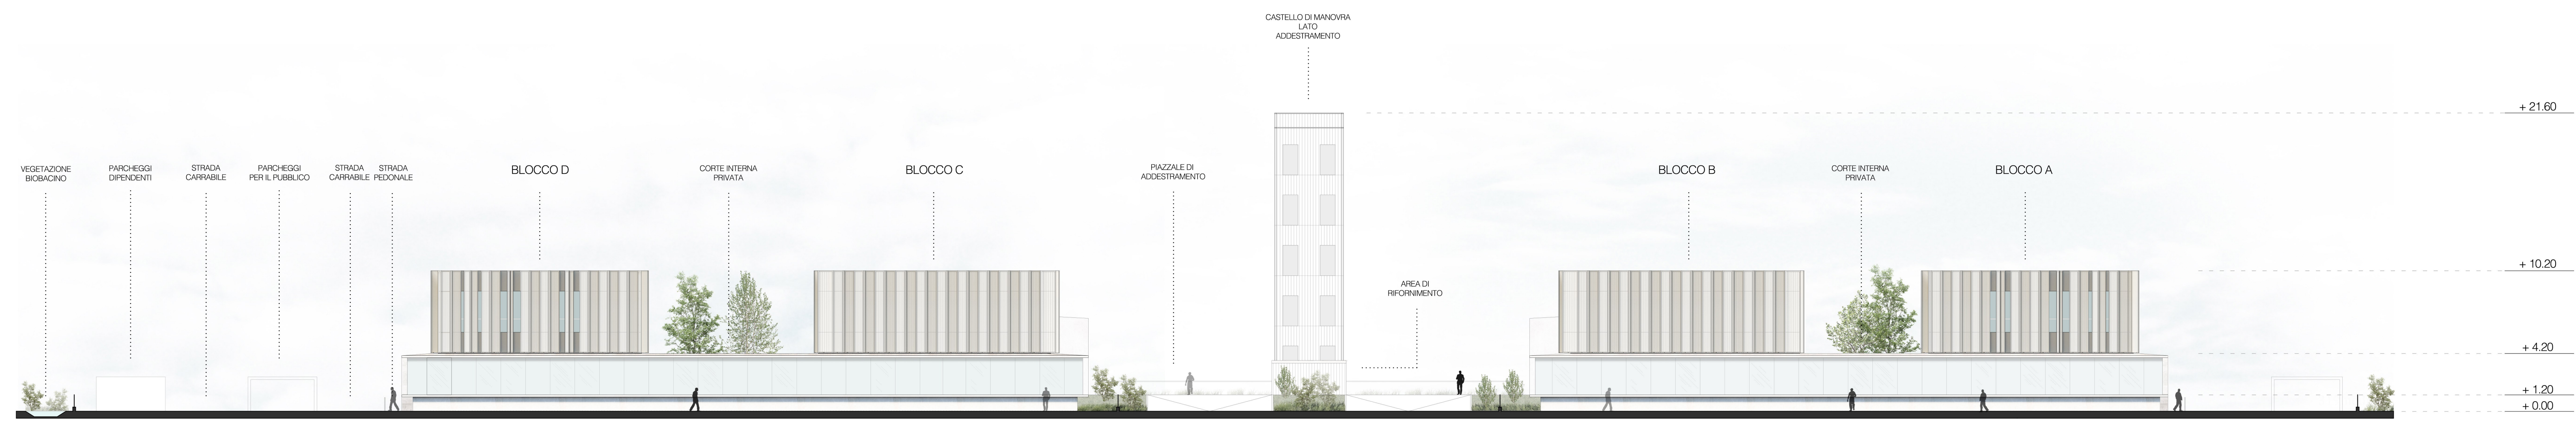 CASTELLO DI MANOVRA
LATO
ADDESTRAMENTO
+ 21.60
VEGETAZIONE
BIOBACINO
PARCHEGGI
DIPENDENTI
STRADA
CARRABILE
PARCHEGGI
PER IL PUBBLICO
STRADA
CARRABILE
STRADA
PEDONALE
BLOCCO D
CORTE INTERNA
PRIVATA
BLOCCO C
PIAZZALE DI
ADDESTRAMENTO
BLOCCO B
CORTE INTERNA
PRIVATA
BLOCCO A
+ 10.20
AREA DI
RIFORNIMENTO
+ 4.20
+ 1.20
+ 0.00